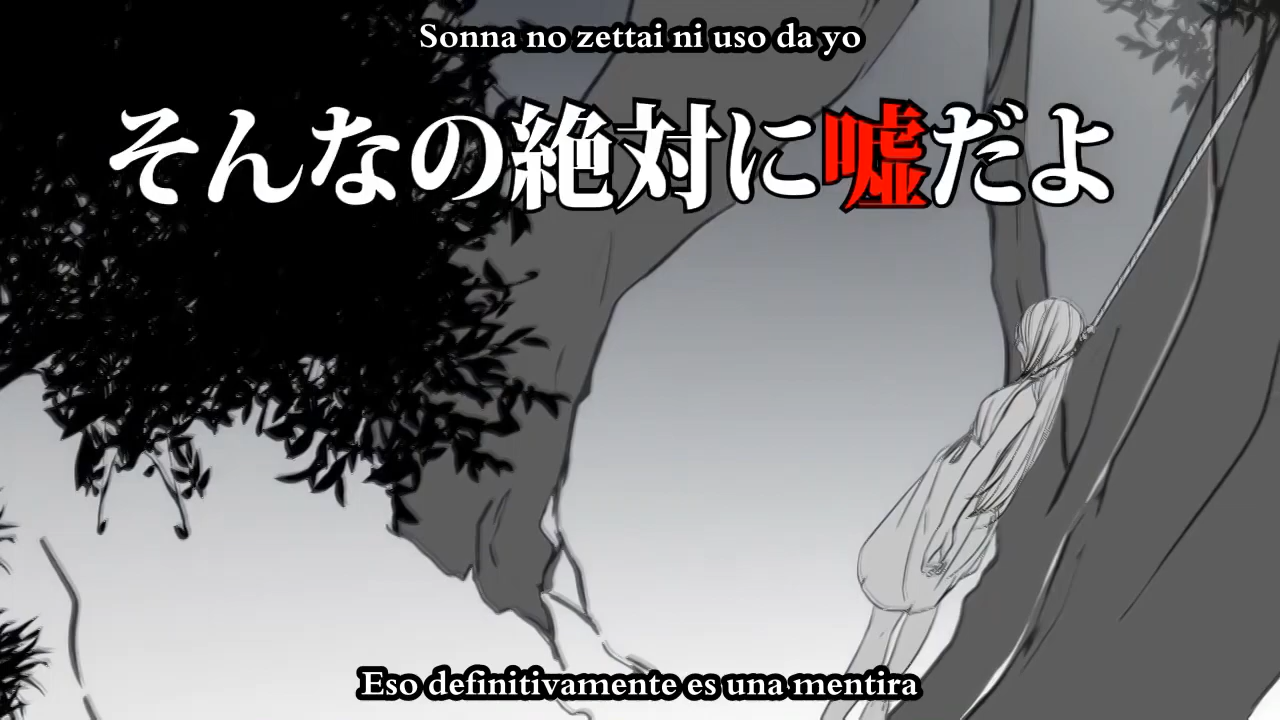 Sonna no zettai ni uso da yo
そんなの絶対に嘘だよ
Eso definitivamente es una mentira